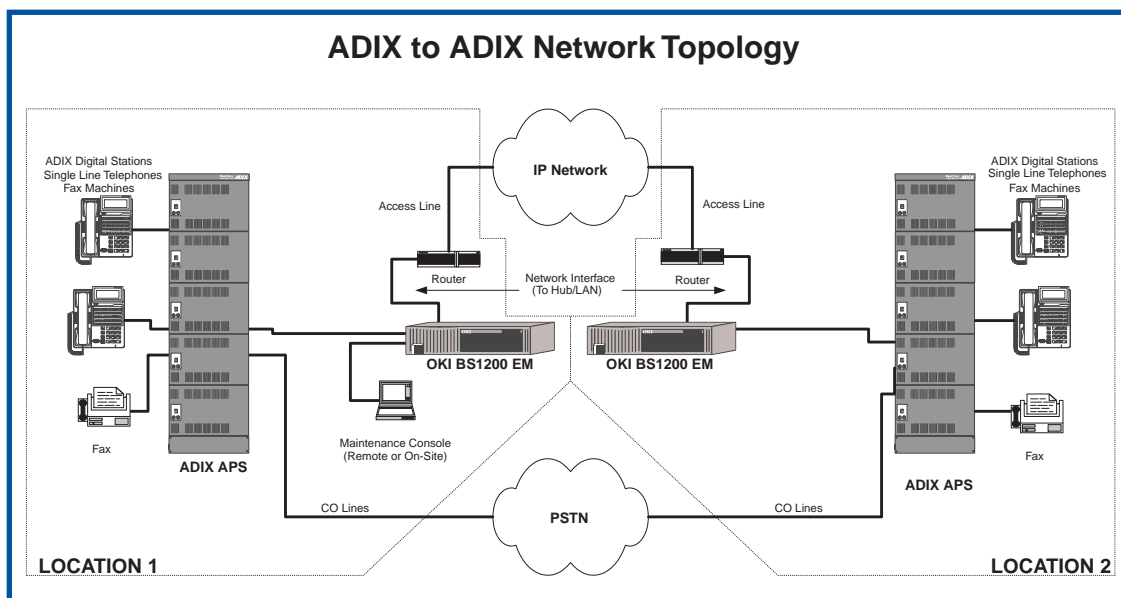 ADIX to ADIX Network Topology
IP Network
ADIX Digital Stations
Single Line Telephones
Fax Machines
ADIX Digital Stations
Single Line Telephones
Fax Machines
Access Line
Access Line
Router
Network Interface
(To Hub/LAN)
Router
OKI BS1200 EM
OKI BS1200 EM
Fax
Maintenance Console
(Remote or On-Site)
Fax
ADIX APS
ADIX APS
CO Lines
PSTN
CO Lines
LOCATION 1
LOCATION 2